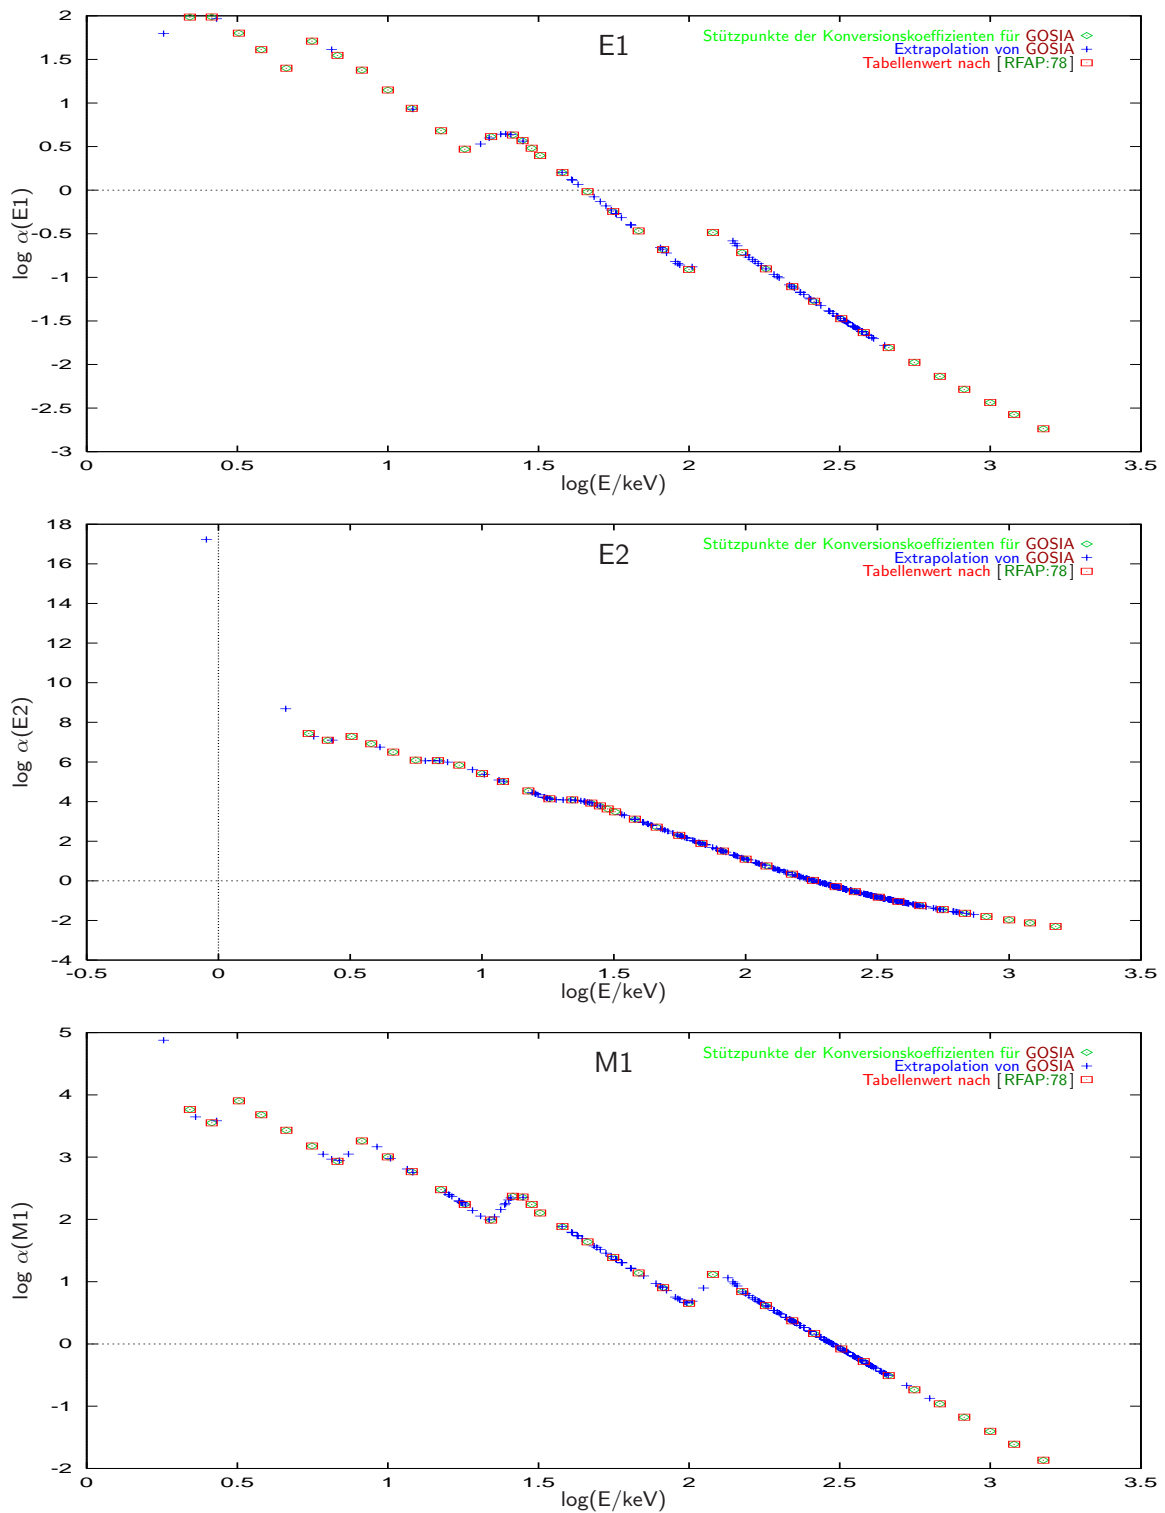 E1
Stützpunkte der Konversionskoeffizienten für GOSIA
Extrapolation von GOSIA
Tabellenwert nach [RFAP:78]
2
1.5
1
0.5
0
-0.5
-1
-1.5
-2
-2.5
-3
log α(E1)
0 0.5 1 1.5 2 2.5 3 3.5
log(E/keV)
E2
Stützpunkte der Konversionskoeffizienten für GOSIA
Extrapolation von GOSIA
Tabellenwert nach [RFAP:78]
18
16
14
12
10
8
6
4
2
0
-2
-4
log α(E2)
-0.5 0 0.5 1 1.5 2 2.5 3 3.5
log(E/keV)
M1
Stützpunkte der Konversionskoeffizienten für GOSIA
Extrapolation von GOSIA
Tabellenwert nach [RFAP:78]
5
4
3
2
1
0
-1
-2
log α(M1)
0 0.5 1 1.5 2 2.5 3 3.5
log(E/keV)